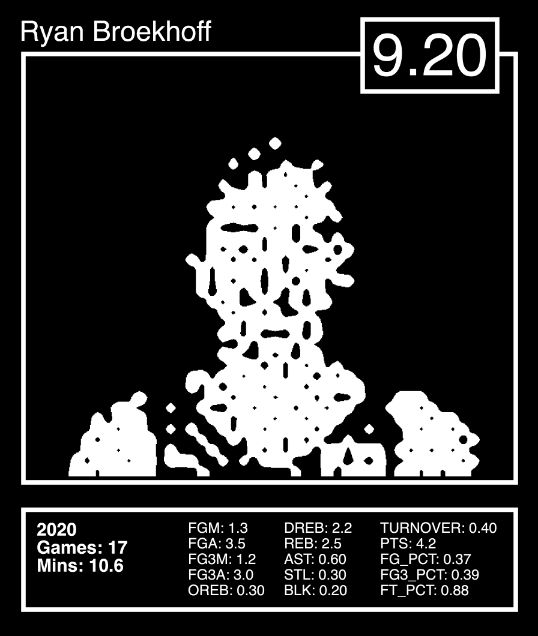 Ryan Broekhoff
9.20
2020
Games: 17
Mins: 10.6
FGM: 1.3
FGA: 3.5
FG3M: 1.2
FG3A: 3.0
OREB: 0.30
DREB: 2.2
REB: 2.5
AST: 0.60
STL: 0.30
BLK: 0.20
TURNOVER: 0.40
PTS: 4.2
FG_PCT: 0.37
FG3_PCT: 0.39
FT_PCT: 0.88